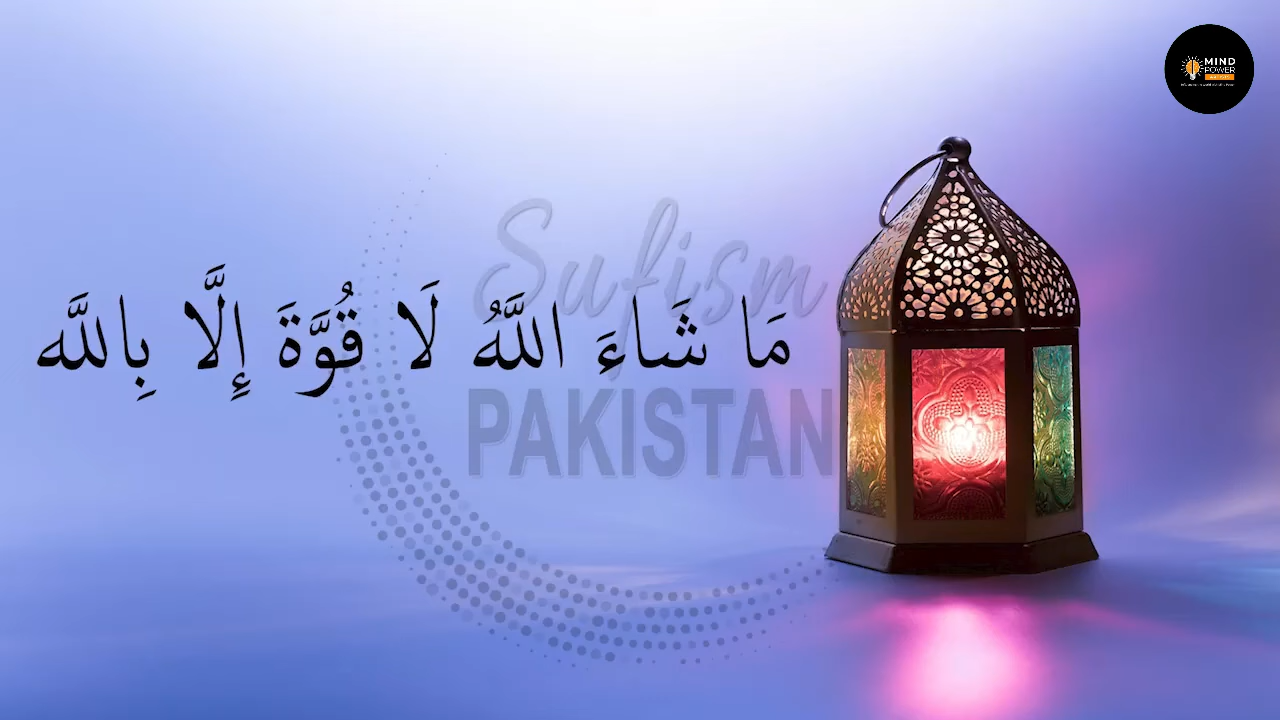 MIND
POWER
Sufism
مَا شَاءَ اللَّهُ لَا قُوَّةَ إِلَّا بِاللَّه
PAKISTAN